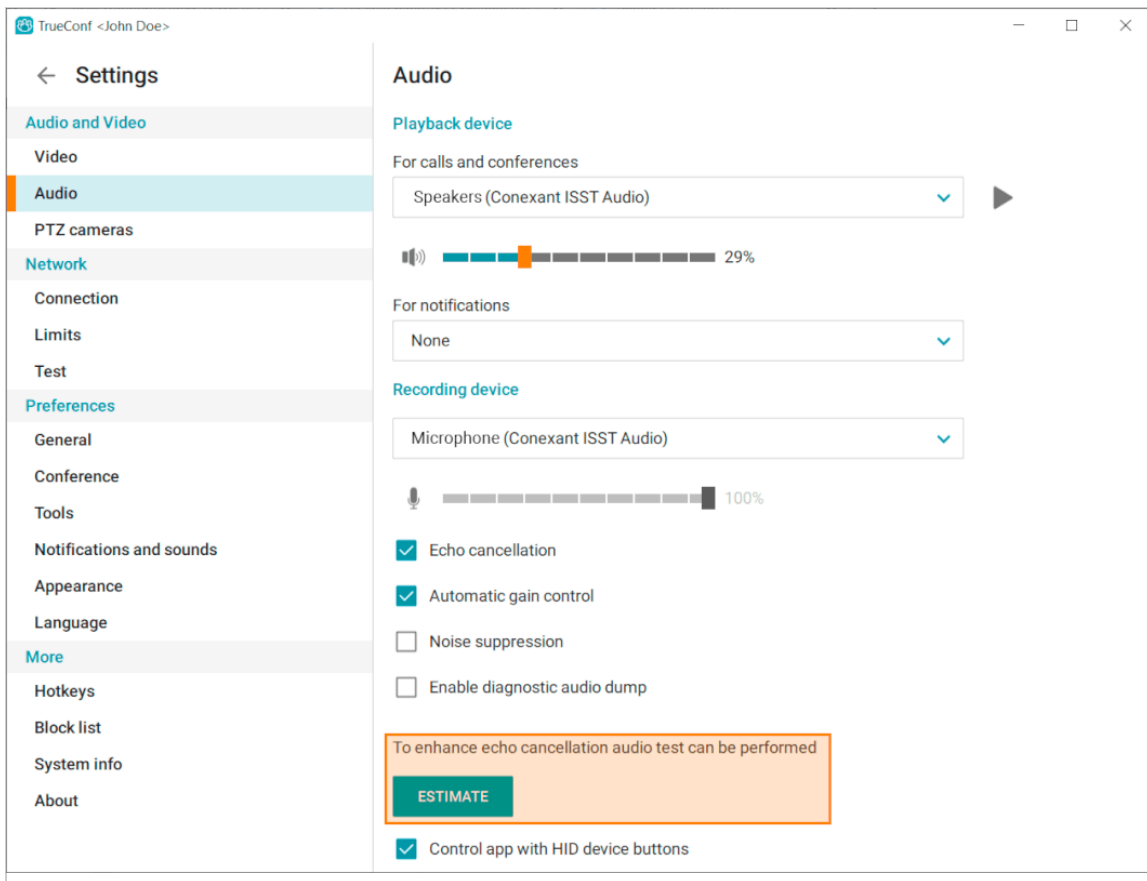 TrueConf <John Doe>
Settings
Audio and Video
Video
Audio
PTZ cameras
Network
Connection
Limits
Test
Preferences
General
Conference
Tools
Notifications and sounds
Appearance
Language
More
Hotkeys
Block list
System info
About
Audio
Playback device
For calls and conferences
Speakers (Conexant ISST Audio)
29%
For notifications
None
Recording device
Microphone (Conexant ISST Audio)
100%
Echo cancellation
Automatic gain control
Noise suppression
Enable diagnostic audio dump
To enhance echo cancellation audio test can be performed
ESTIMATE
Control app with HID device buttons